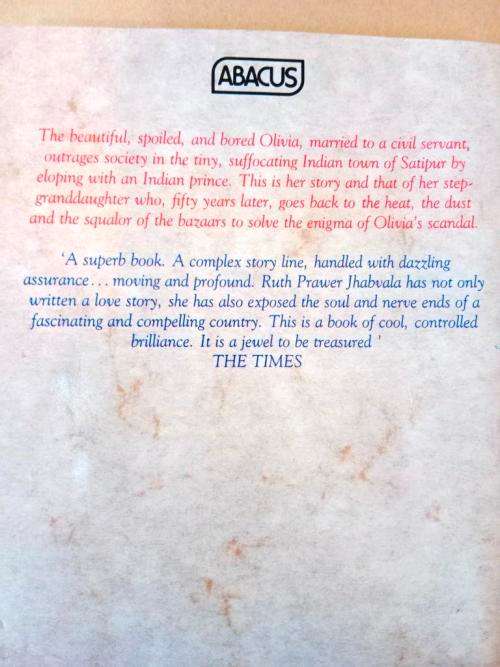 ABACUS
The beautiful, spoiled, and bored Olivia, married to a civil servant,
outrages society in the tiny, suffocating Indian town of Satipur by
eloping with an Indian prince. This is her story and that of her step-
granddaughter who, fifty years later, goes back to the heat, the dust
and the squalor of the bazaars to solve the enigma of Olivia's scandal.
'A superb book. A complex story line, handled with dazzling
assurance... moving and profound. Ruth Prawer Jhabvala has not only
written a love story, she has also exposed the soul and nerve ends of a
fascinating and compelling country. This is a book of cool, controlled
brilliance. It is a jewel to be treasured '
THE TIMES